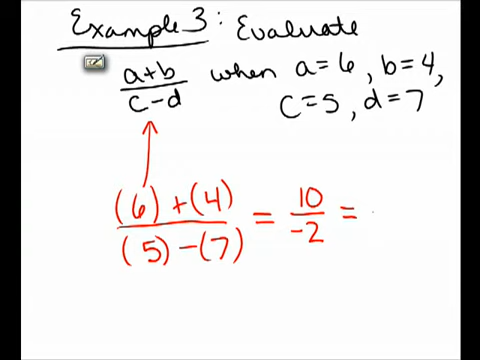 Example 3: Evaluate
a+b / c-d when a=6, b=4,
c=5, d=7
(6)+(4) / (5)-(7) = 10 / -2 =